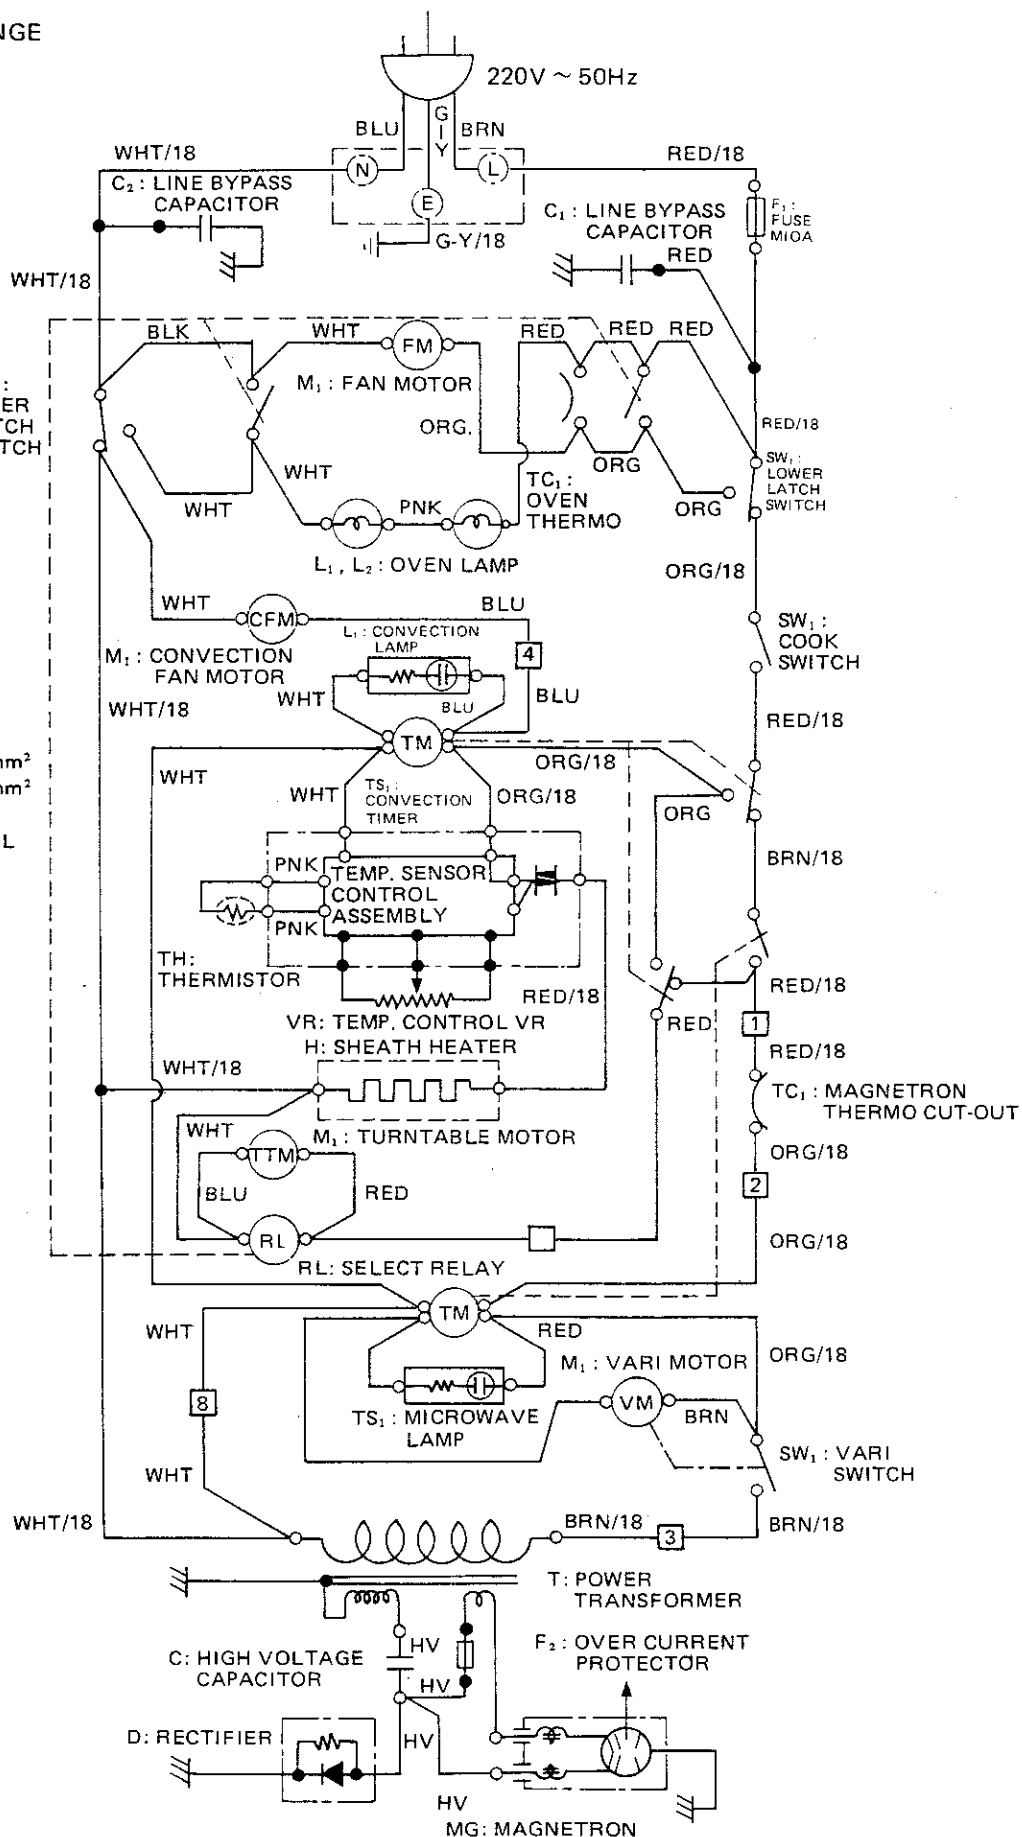 NGE
220V ~ 50Hz
BLU
G-Y
BRN
WHT/18
N
L
RED/18
E
C₂ : LINE BYPASS
CAPACITOR
G-Y/18
C₁ : LINE BYPASS
CAPACITOR
F₁ :
FUSE
M10A
WHT/18
RED
BLK
WHT
FM
RED
RED
RED
M₁ : FAN MOTOR
:
ER
TCH
TCH
ORG.
RED/18
WHT
WHT
ORG
TC₁ :
OVEN
THERMO
PNK
ORG
SW₁ :
LOWER
LATCH
SWITCH
L₁ , L₂ : OVEN LAMP
ORG/18
WHT
CFM
BLU
M₁ : CONVECTION
FAN MOTOR
L₁ : CONVECTION
LAMP
4
SW₁ :
COOK
SWITCH
WHT/18
WHT
BLU
BLU
RED/18
TM
ORG/18
WHT
mm²
mm²
L
WHT
TS₁ :
CONVECTION
TIMER
ORG/18
ORG
BRN/18
PNK
TEMP. SENSOR
CONTROL
ASSEMBLY
PNK
TH:
THERMISTOR
RED/18
RED/18
VR: TEMP. CONTROL VR
RED
1
H: SHEATH HEATER
WHT/18
RED/18
TC₁ : MAGNETRON
THERMO CUT-OUT
WHT
M₁ : TURNTABLE MOTOR
TTM
ORG/18
BLU
RED
2
RL
ORG/18
RL: SELECT RELAY
TM
WHT
RED
ORG/18
M₁ : VARI MOTOR
8
VM
BRN
TS₁ : MICROWAVE
LAMP
SW₁ : VARI
SWITCH
WHT
WHT/18
BRN/18
3
BRN/18
T: POWER
TRANSFORMER
C: HIGH VOLTAGE
CAPACITOR
HV
HV
F₂ : OVER CURRENT
PROTECTOR
D: RECTIFIER
HV
HV
MG: MAGNETRON